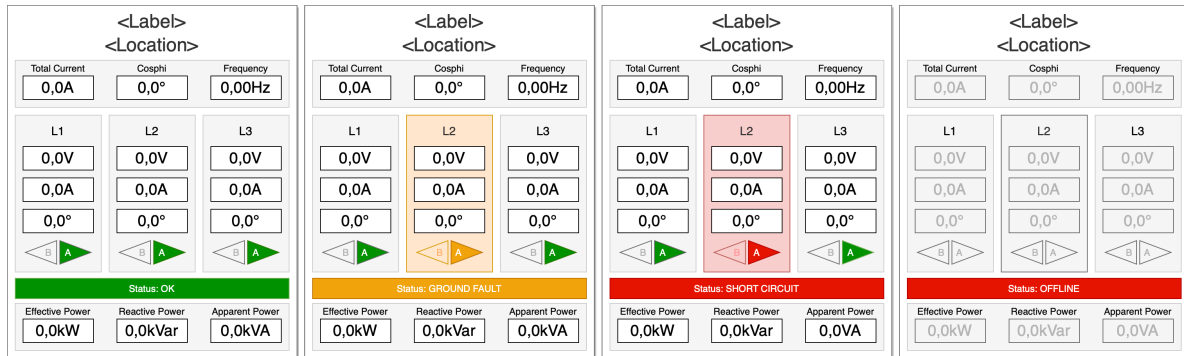 <Label>
<Location>
Total Current Cosphi Frequency
0,0A 0,0° 0,00Hz
L1 L2 L3
0,0V 0,0V 0,0V
0,0A 0,0A 0,0A
0,0° 0,0° 0,0°
B A B A B A
Status: OK
Effective Power Reactive Power Apparent Power
0,0kW 0,0kVar 0,0kVA
<Label>
<Location>
Total Current Cosphi Frequency
0,0A 0,0° 0,00Hz
L1 L2 L3
0,0V 0,0V 0,0V
0,0A 0,0A 0,0A
0,0° 0,0° 0,0°
B A B A B A
Status: GROUND FAULT
Effective Power Reactive Power Apparent Power
0,0kW 0,0kVar 0,0kVA
<Label>
<Location>
Total Current Cosphi Frequency
0,0A 0,0° 0,00Hz
L1 L2 L3
0,0V 0,0V 0,0V
0,0A 0,0A 0,0A
0,0° 0,0° 0,0°
B A B A B A
Status: SHORT CIRCUIT
Effective Power Reactive Power Apparent Power
0,0kW 0,0kVar 0,0VA
<Label>
<Location>
Total Current Cosphi Frequency
0,0A 0,0° 0,00Hz
L1 L2 L3
0,0V 0,0V 0,0V
0,0A 0,0A 0,0A
0,0° 0,0° 0,0°
B A B A B A
Status: OFFLINE
Effective Power Reactive Power Apparent Power
0,0kW 0,0kVar 0,0VA